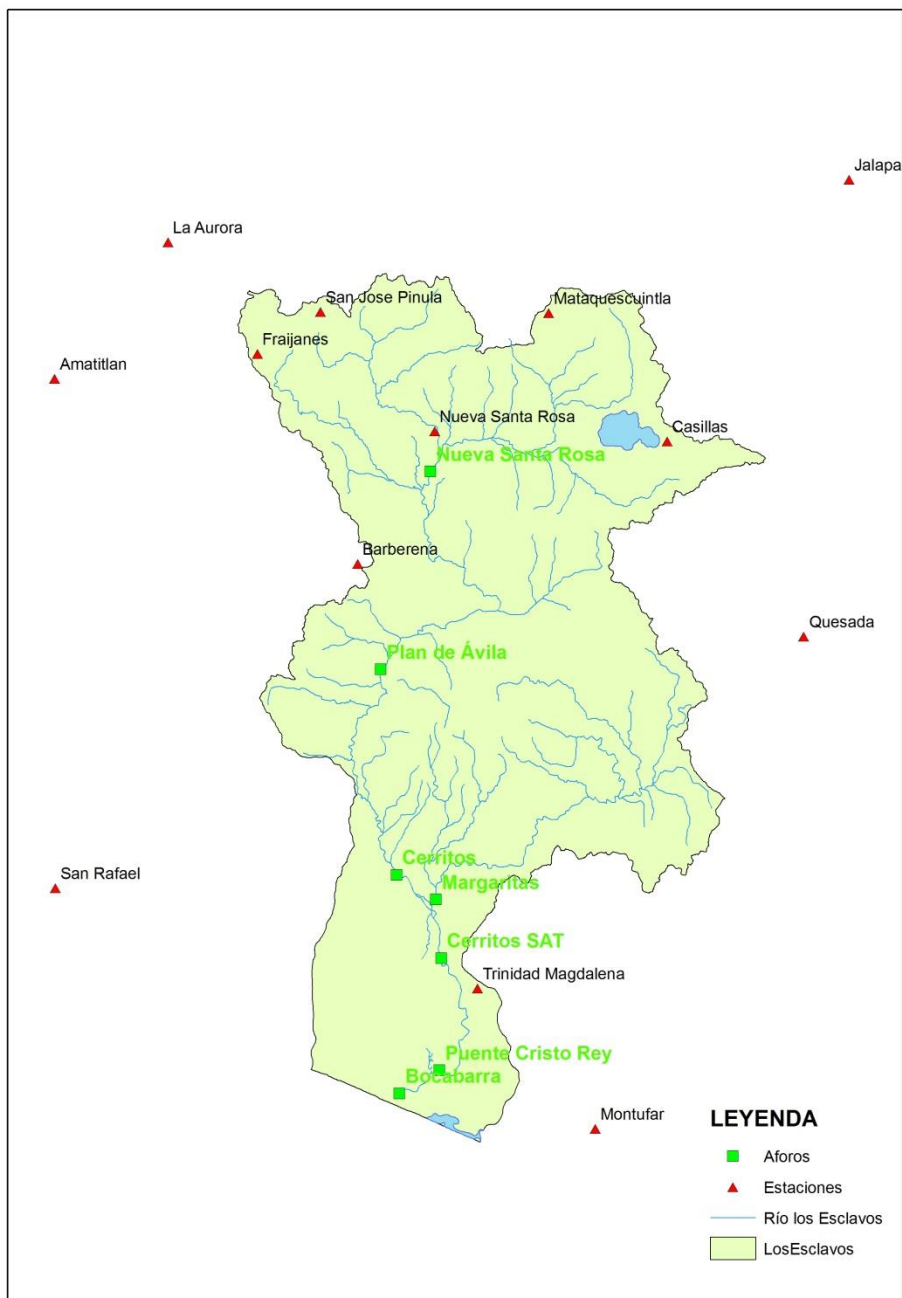 Jalapa
La Aurora
San Jose Pinula
Mataquescuintla
Fraijanes
Amatitlan
Nueva Santa Rosa
Casillas
Nueva Santa Rosa
Barberena
Quesada
Plan de Ávila
Cerritos
San Rafael
Margaritas
Cerritos SAT
Trinidad Magdalena
Puente Cristo Rey
Bocabarra
Montufar
LEYENDA
Aforos
Estaciones
Río los Esclavos
LosEsclavos